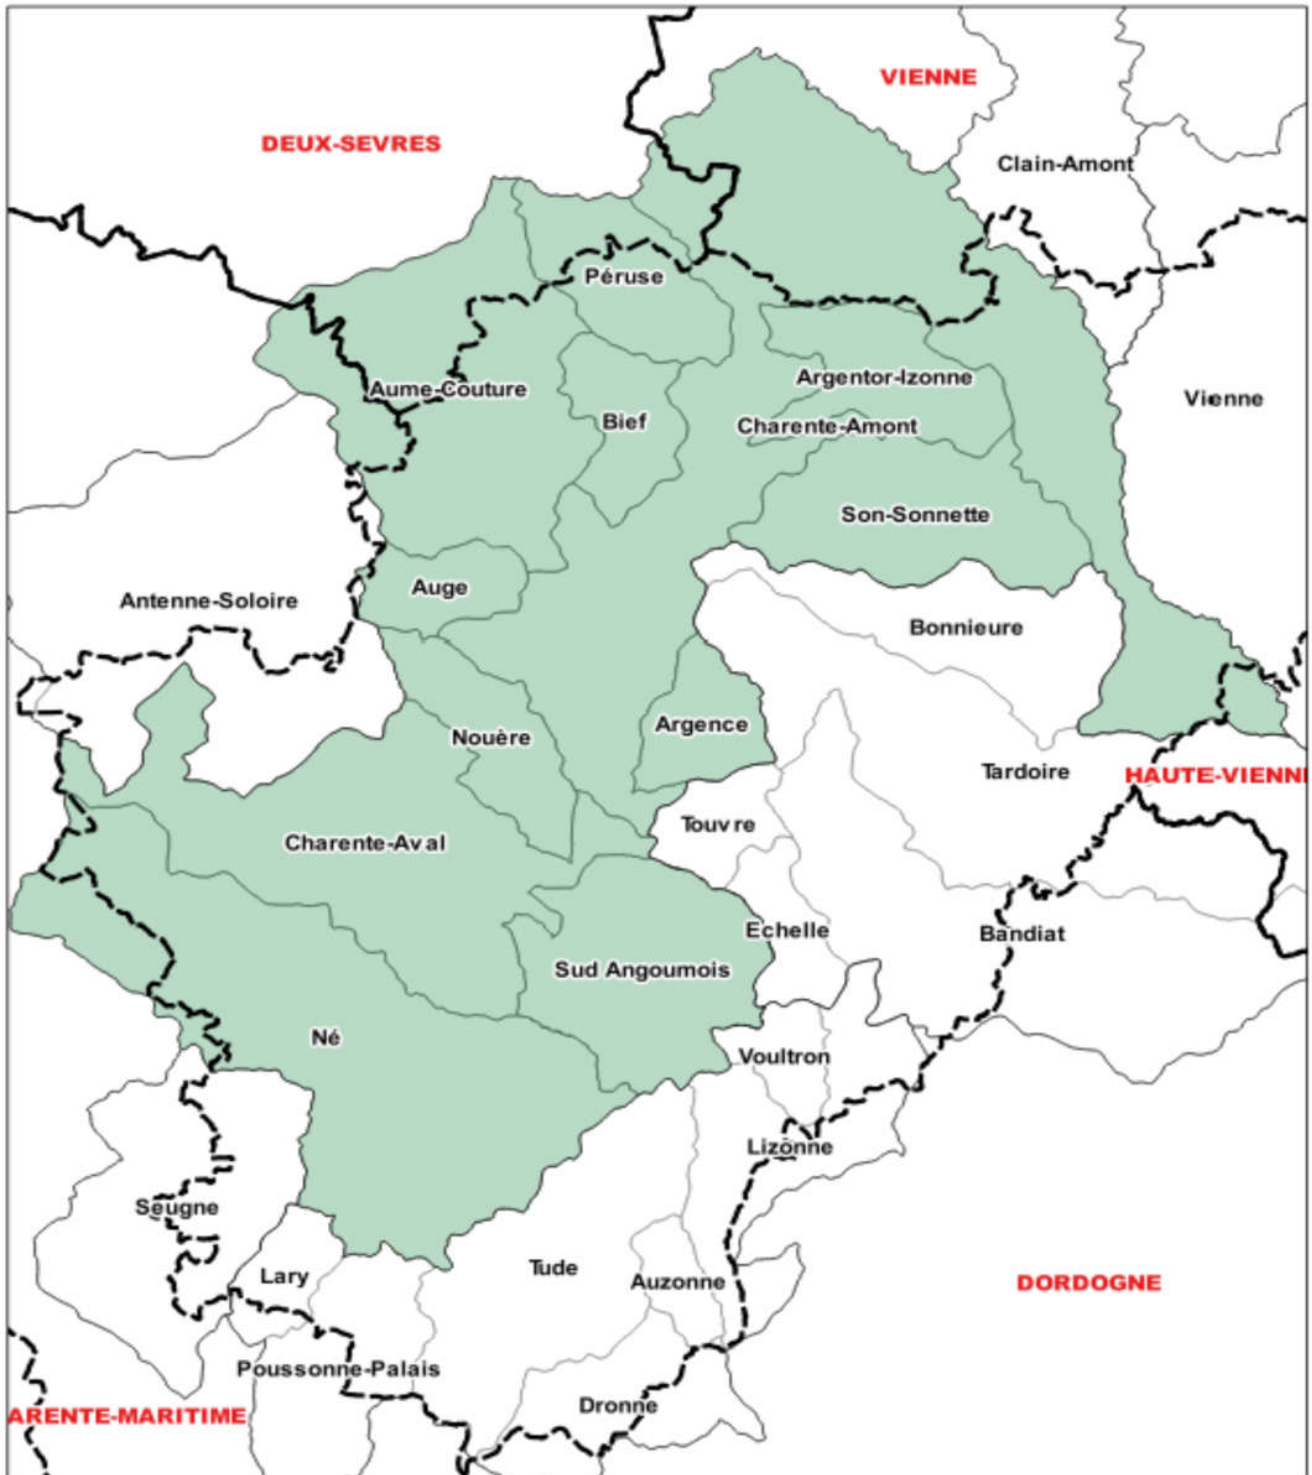 VIENNE
DEUX-SEVRES
Clain-Amont
Péruse
Argentor-Izonne
Aume-Couture
Vienne
Bief
Charente-Amont
Son-Sonnette
Auge
Antenne-Soloire
Bonnieure
Argence
Nouère
Tardoire
HAUTE-VIENN
Touvre
Charente-Aval
Echelle
Bandiat
Sud Angoumois
Né
Voultron
Lizonne
Seugne
Tude
Lary
Auzonne
DORDOGNE
Poussonne-Palais
Dronne
ARENTE-MARITIME